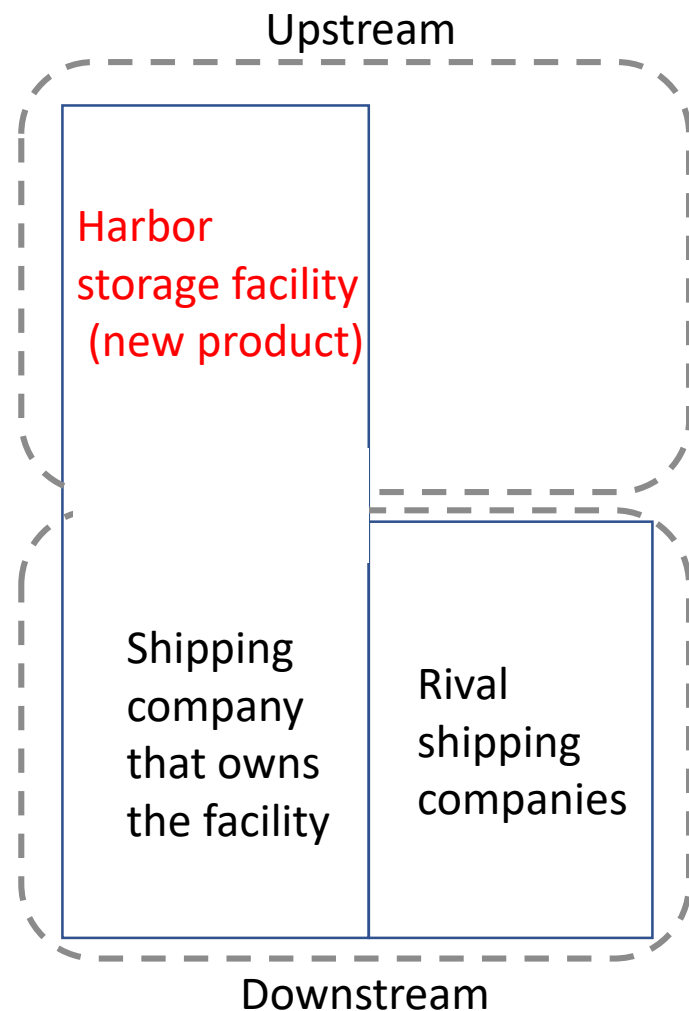 Upstream
Harbor
storage facility
(new product)
Shipping
company
that owns
the facility
Rival
shipping
companies
Downstream